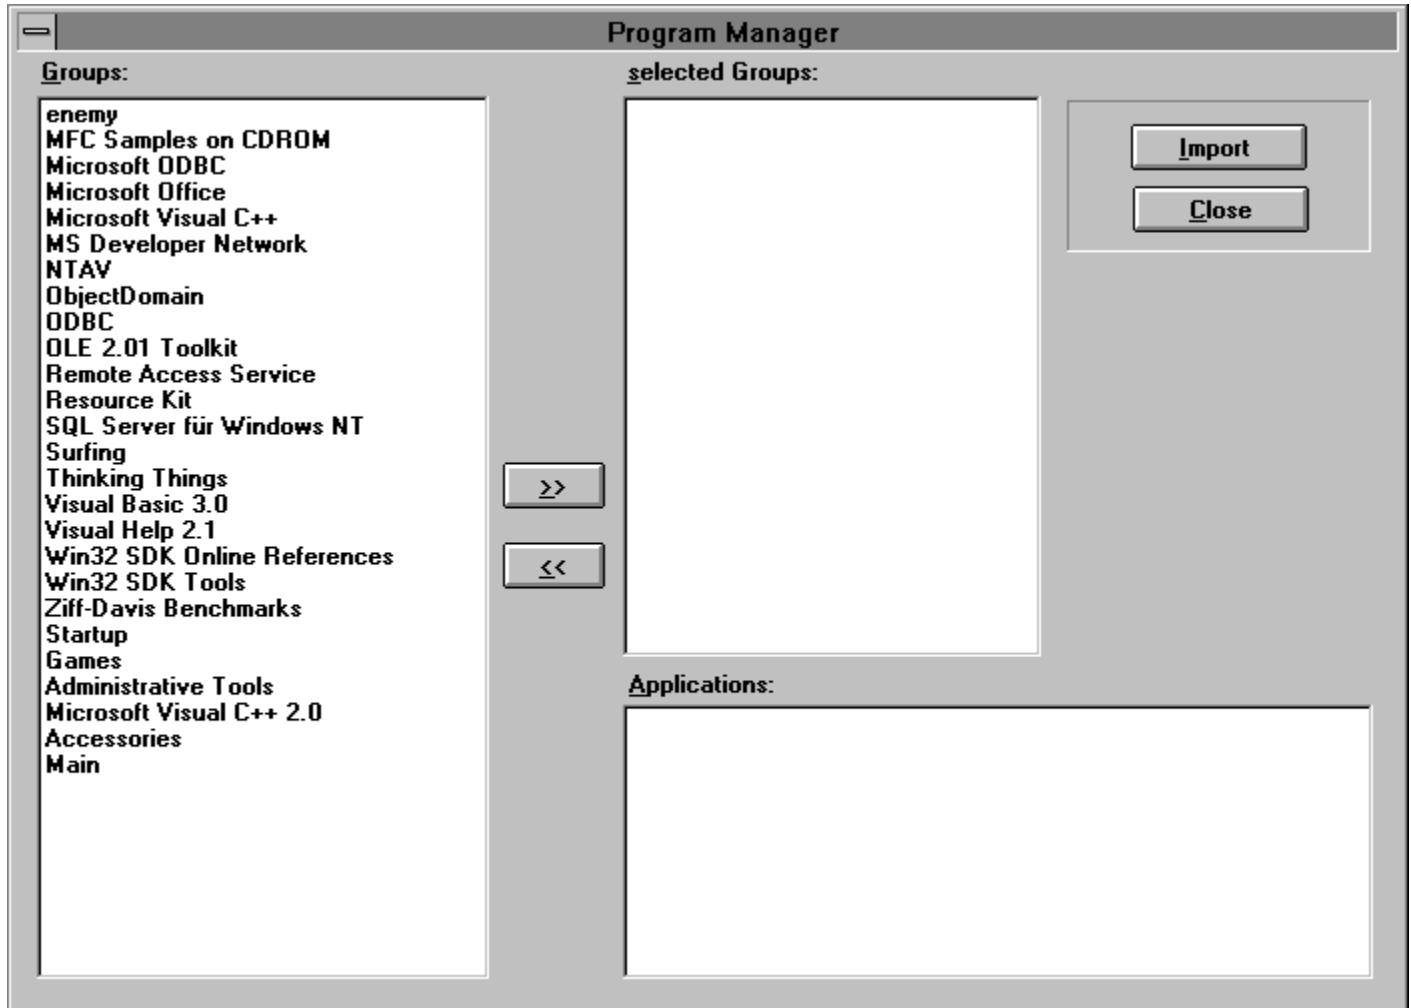 Program Manager
Groups:
enemy
MFC Samples on CDROM
Microsoft ODBC
Microsoft Office
Microsoft Visual C++
MS Developer Network
NTAV
ObjectDomain
ODBC
OLE 2.01 Toolkit
Remote Access Service
Resource Kit
SQL Server für Windows NT
Surfing
Thinking Things
Visual Basic 3.0
Visual Help 2.1
Win32 SDK Online References
Win32 SDK Tools
Ziff-Davis Benchmarks
Startup
Games
Administrative Tools
Microsoft Visual C++ 2.0
Accessories
Main
>>
<<
selected Groups:
Import
Close
Applications: